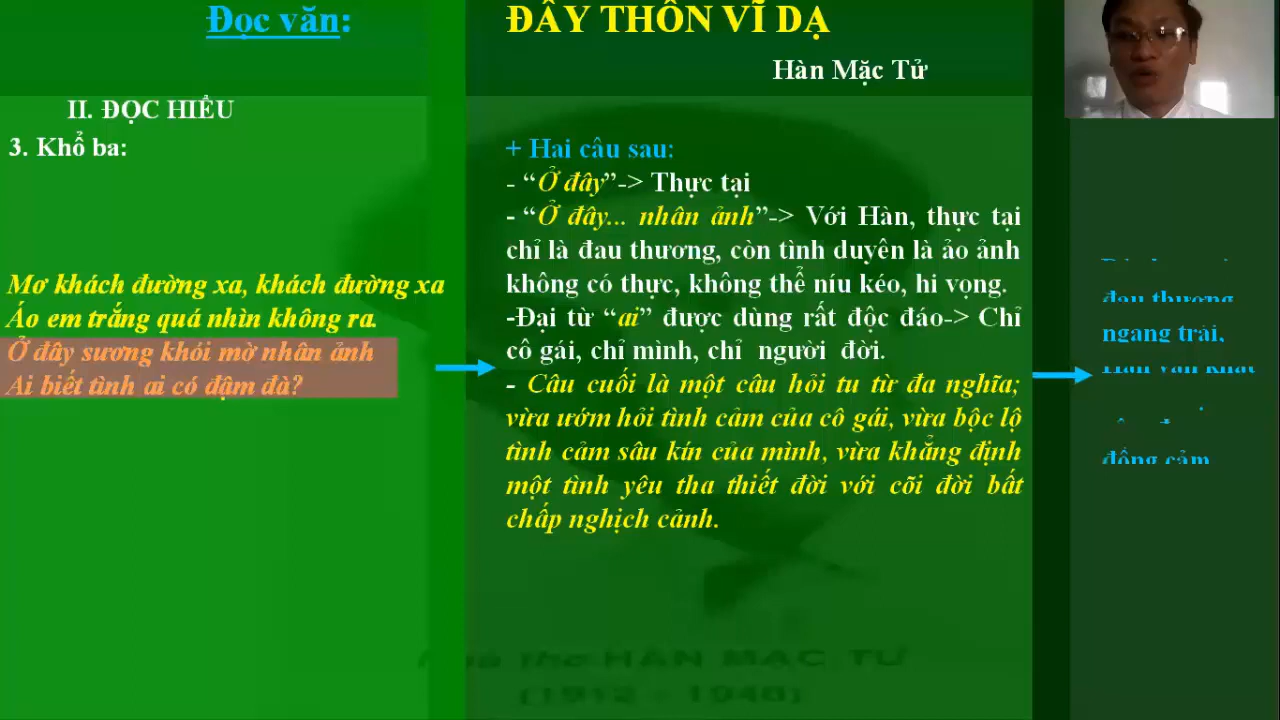 Đọc văn:
ĐÂY THÔN VĨ DẠ
Hàn Mặc Tử
II. ĐỌC HIỂU
3. Khổ ba:
Mơ khách đường xa, khách đường xa
Áo em trắng quá nhìn không ra.
Ở đây sương khói mờ nhân ảnh
Ai biết tình ai có đậm đà?
+ Hai câu sau:
- “Ở đây”-> Thực tại
- “Ở đây... nhân ảnh”-> Với Hàn, thực tại
chỉ là đau thương, còn tình duyên là ảo ảnh
không có thực, không thể níu kéo, hi vọng.
-Đại từ “ai” được dùng rất độc đáo-> Chỉ
cô gái, chỉ mình, chỉ người đời.
- Câu cuối là một câu hỏi tu từ đa nghĩa;
vừa ướm hỏi tình cảm của cô gái, vừa bộc lộ
tình cảm sâu kín của mình, vừa khẳng định
một tình yêu tha thiết đời với cõi đời bất
chấp nghịch cảnh.
đau thương
ngang trái,
đồng cảm
HÀN MẠC TỬ
(1912 - 1940)